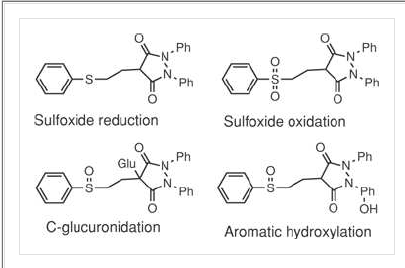 O
Ph
N
S
N
Ph
O
Sulfoxide reduction
O
Ph
O
N
S
N
Ph
O
O
Sulfoxide oxidation
O
Glu
Ph
O
N
S
N
Ph
O
C-glucuronidation
O
Ph
O
N
S
N
Ph
O
OH
Aromatic hydroxylation